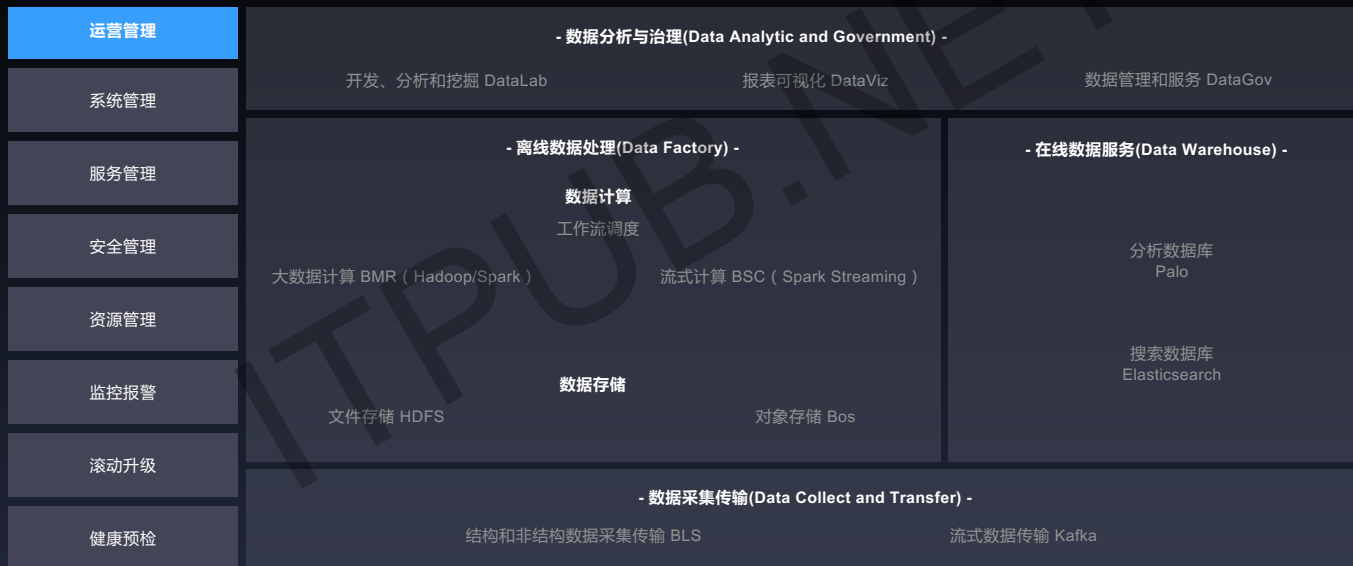 运营管理
系统管理
服务管理
安全管理
资源管理
监控报警
滚动升级
健康预检
- 数据分析与治理(Data Analytic and Government) -
开发、分析和挖掘 DataLab
报表可视化 DataViz
数据管理和服务 DataGov
- 离线数据处理(Data Factory) -
数据计算
工作流调度
大数据计算 BMR（Hadoop/Spark）
流式计算 BSC（Spark Streaming）
数据存储
文件存储 HDFS
对象存储 Bos
- 在线数据服务(Data Warehouse) -
分析数据库
Palo
搜索数据库
Elasticsearch
- 数据采集传输(Data Collect and Transfer) -
结构和非结构数据采集传输 BLS
流式数据传输 Kafka
ITPUB.NET